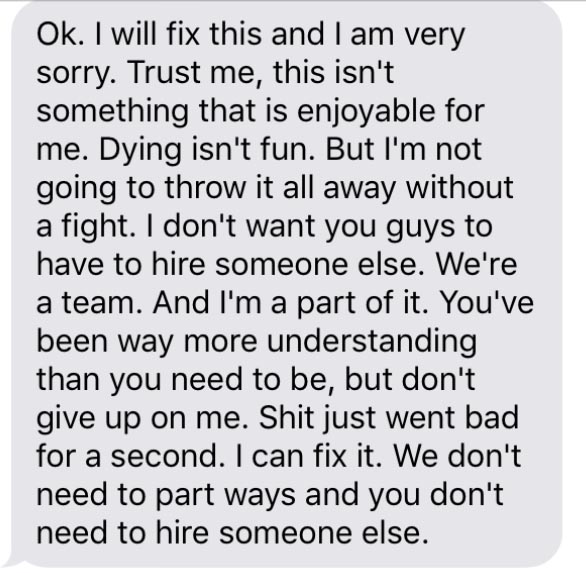 Ok. I will fix this and I am very
sorry. Trust me, this isn't
something that is enjoyable for
me. Dying isn't fun. But I'm not
going to throw it all away without
a fight. I don't want you guys to
have to hire someone else. We're
a team. And I'm a part of it. You've
been way more understanding
than you need to be, but don't
give up on me. Shit just went bad
for a second. I can fix it. We don't
need to part ways and you don't
need to hire someone else.